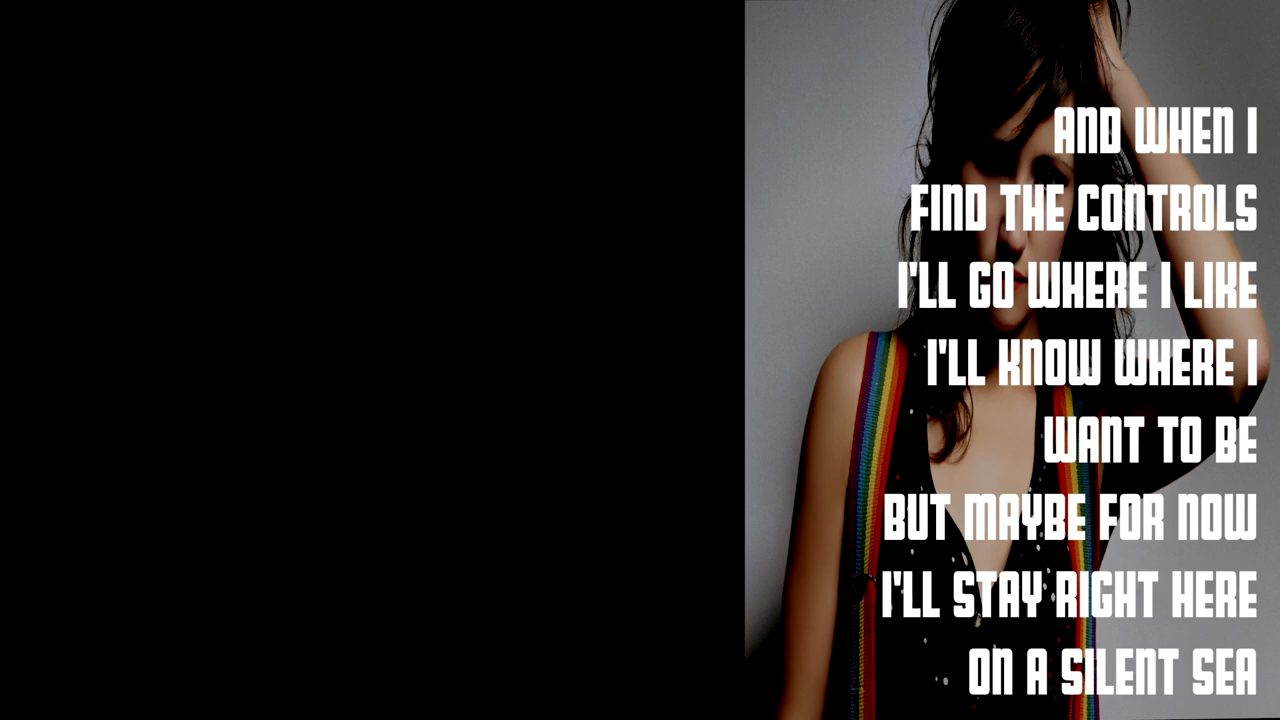 AND WHEN I
FIND THE CONTROLS
I'LL GO WHERE I LIKE
I'LL KNOW WHERE I
WANT TO BE
BUT MAYBE FOR NOW
I'LL STAY RIGHT HERE
ON A SILENT SEA